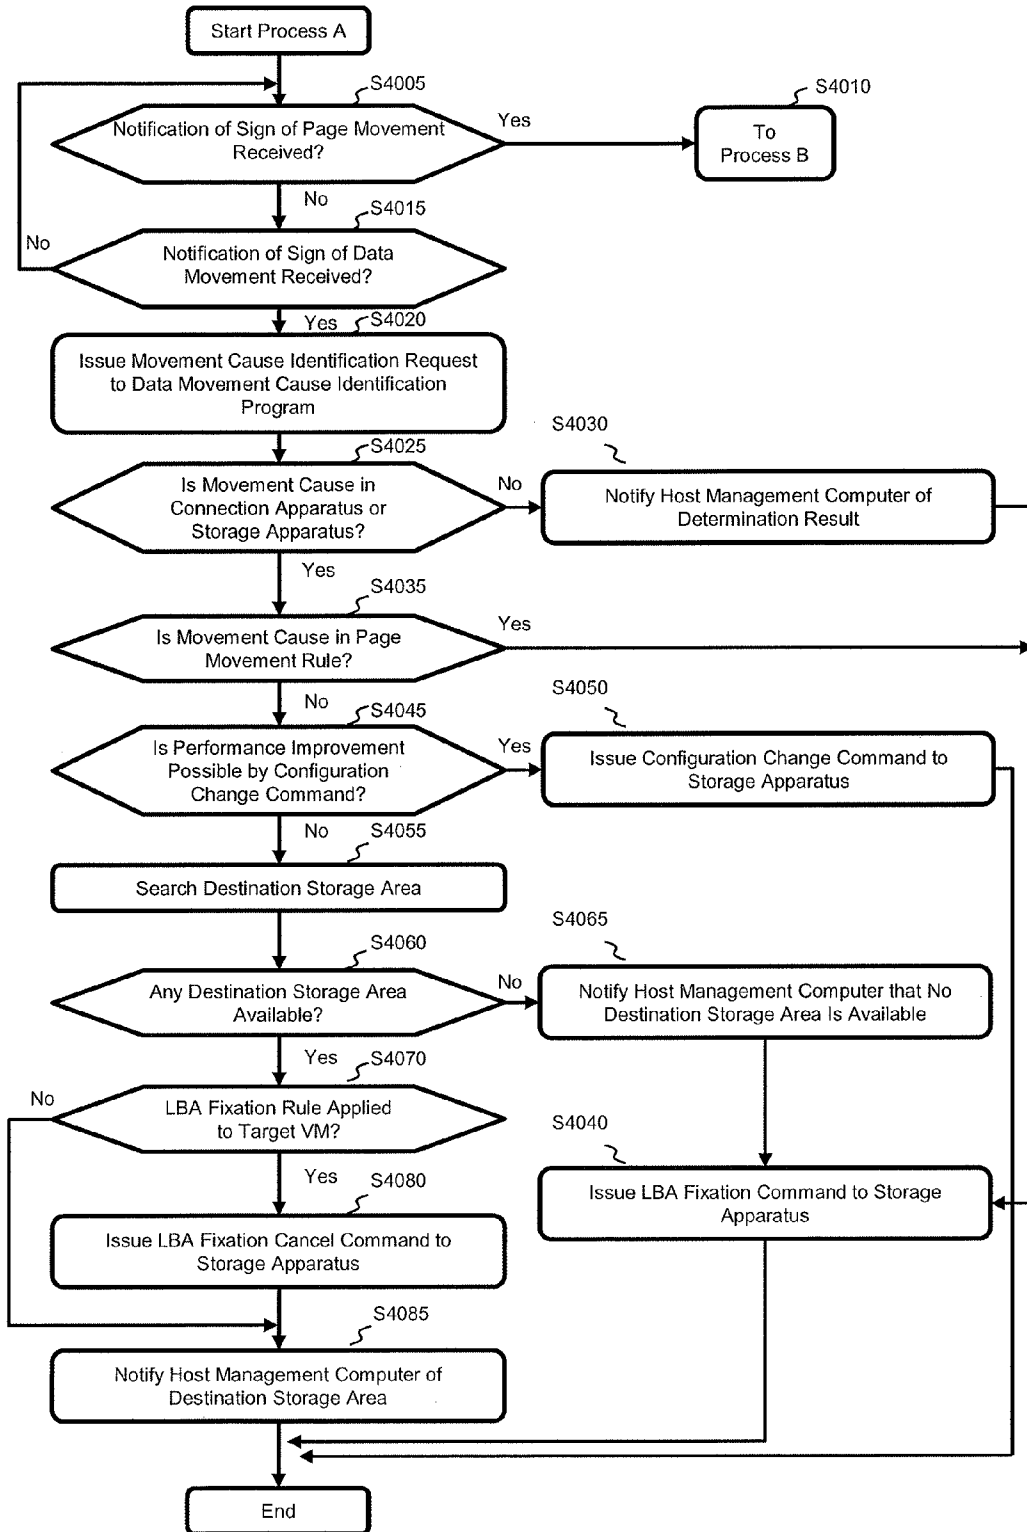 Start Process A
S4005
Notification of Sign of Page Movement
Received?
Yes
S4010
To
Process B
No
S4015
No
Notification of Sign of Data
Movement Received?
Yes
S4020
Issue Movement Cause Identification Request
to Data Movement Cause Identification
Program
S4025
Is Movement Cause in
Connection Apparatus or
Storage Apparatus?
No
S4030
Notify Host Management Computer of
Determination Result
Yes
S4035
Is Movement Cause in Page
Movement Rule?
Yes
No
S4045
Is Performance Improvement
Possible by Configuration
Change Command?
Yes
S4050
Issue Configuration Change Command to
Storage Apparatus
No
S4055
Search Destination Storage Area
S4060
Any Destination Storage Area
Available?
No
S4065
Notify Host Management Computer that No
Destination Storage Area Is Available
Yes
S4070
No
LBA Fixation Rule Applied
to Target VM?
S4040
Issue LBA Fixation Command to Storage
Apparatus
Yes
S4080
Issue LBA Fixation Cancel Command to
Storage Apparatus
S4085
Notify Host Management Computer of
Destination Storage Area
End